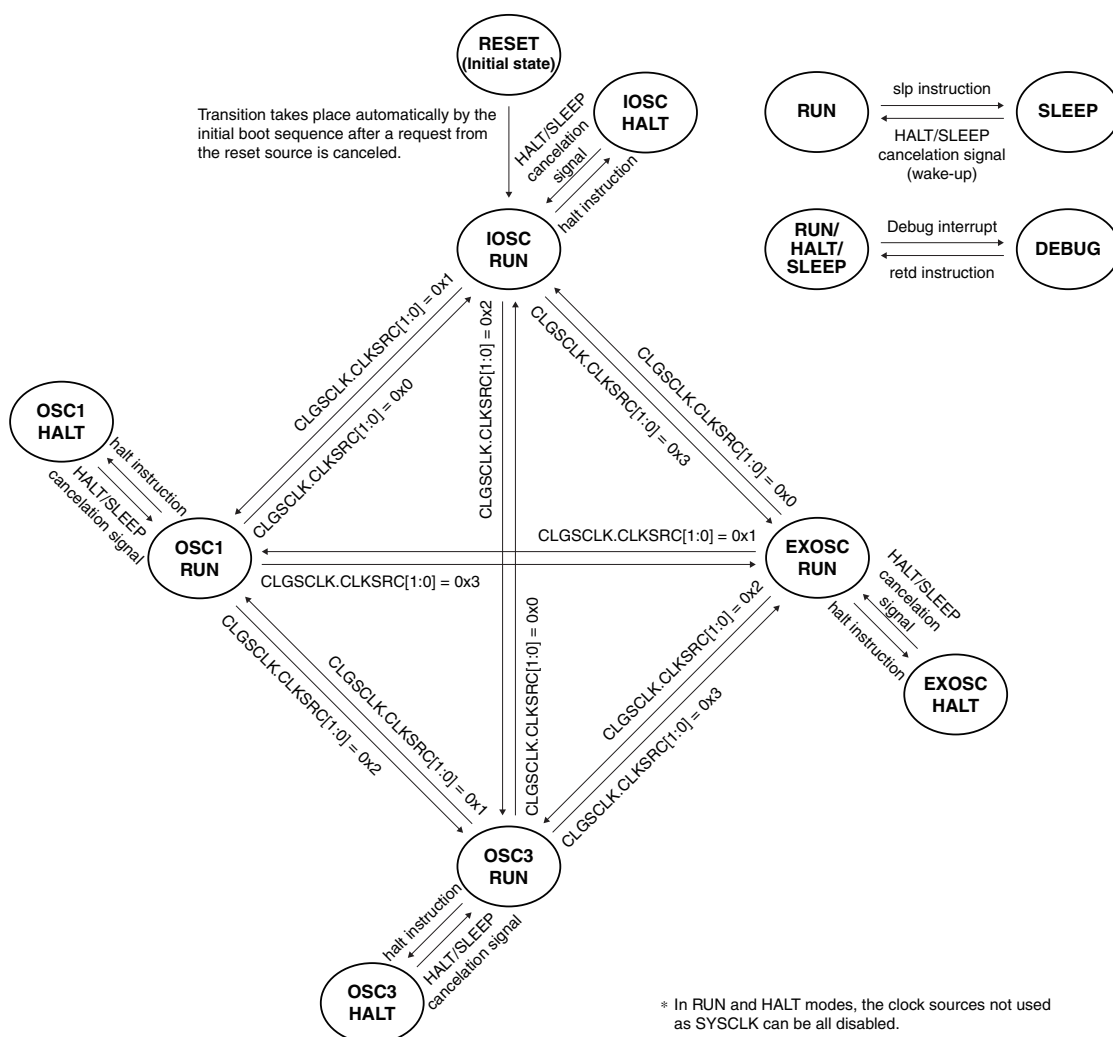 RESET
(Initial state)
Transition takes place automatically by the
initial boot sequence after a request from
the reset source is canceled.
IOSC
HALT
HALT/SLEEP
cancelation
signal
halt instruction
IOSC
RUN
RUN
slp instruction
HALT/SLEEP
cancelation signal
(wake-up)
SLEEP
RUN/
HALT/
SLEEP
Debug interrupt
retd instruction
DEBUG
CLGSCLK.CLKSRC[1:0] = 0x1
CLGSCLK.CLKSRC[1:0] = 0x0
CLGSCLK.CLKSRC[1:0] = 0x2
CLGSCLK.CLKSRC[1:0] = 0x0
CLGSCLK.CLKSRC[1:0] = 0x3
CLGSCLK.CLKSRC[1:0] = 0x0
OSC1
HALT
halt instruction
HALT/SLEEP
cancelation signal
OSC1
RUN
CLGSCLK.CLKSRC[1:0] = 0x1
CLGSCLK.CLKSRC[1:0] = 0x3
EXOSC
RUN
HALT/SLEEP
cancelation
signal
halt instruction
EXOSC
HALT
CLGSCLK.CLKSRC[1:0] = 0x2
CLGSCLK.CLKSRC[1:0] = 0x1
CLGSCLK.CLKSRC[1:0] = 0x2
CLGSCLK.CLKSRC[1:0] = 0x3
OSC3
RUN
halt instruction
HALT/SLEEP
cancelation signal
OSC3
HALT
* In RUN and HALT modes, the clock sources not used
as SYSCLK can be all disabled.